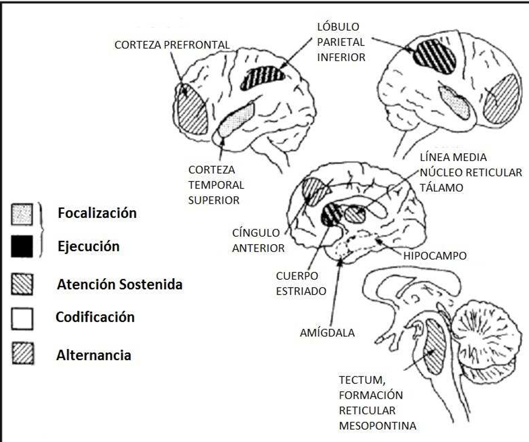 LÓBULO
PARIETAL
INFERIOR
CORTEZA PREFRONTAL
CORTEZA
TEMPORAL
SUPERIOR
LÍNEA MEDIA
NÚCLEO RETICULAR
TÁLAMO
CÍNGULO
ANTERIOR
HIPOCAMPO
CUERPO
ESTRIADO
AMÍGDALA
Focalización
Ejecución
Atención Sostenida
Codificación
Alternancia
TECTUM,
FORMACIÓN
RETICULAR
MESOPONTINA